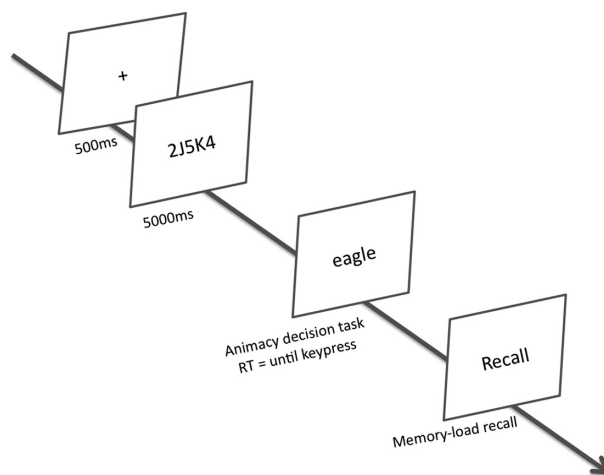 +
500ms
2J5K4
5000ms
eagle
Animacy decision task
RT = until keypress
Recall
Memory-load recall